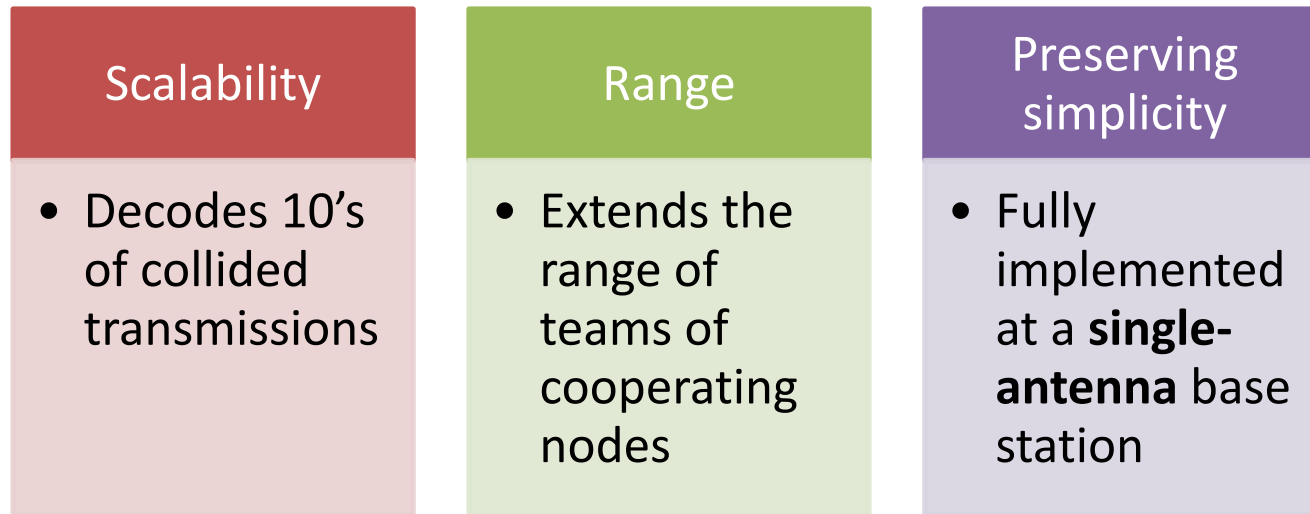 Scalability
• Decodes 10’s
of collided
transmissions
Range
• Extends the
range of
teams of
cooperating
nodes
Preserving
simplicity
• Fully
implemented
at a single-
antenna base
station